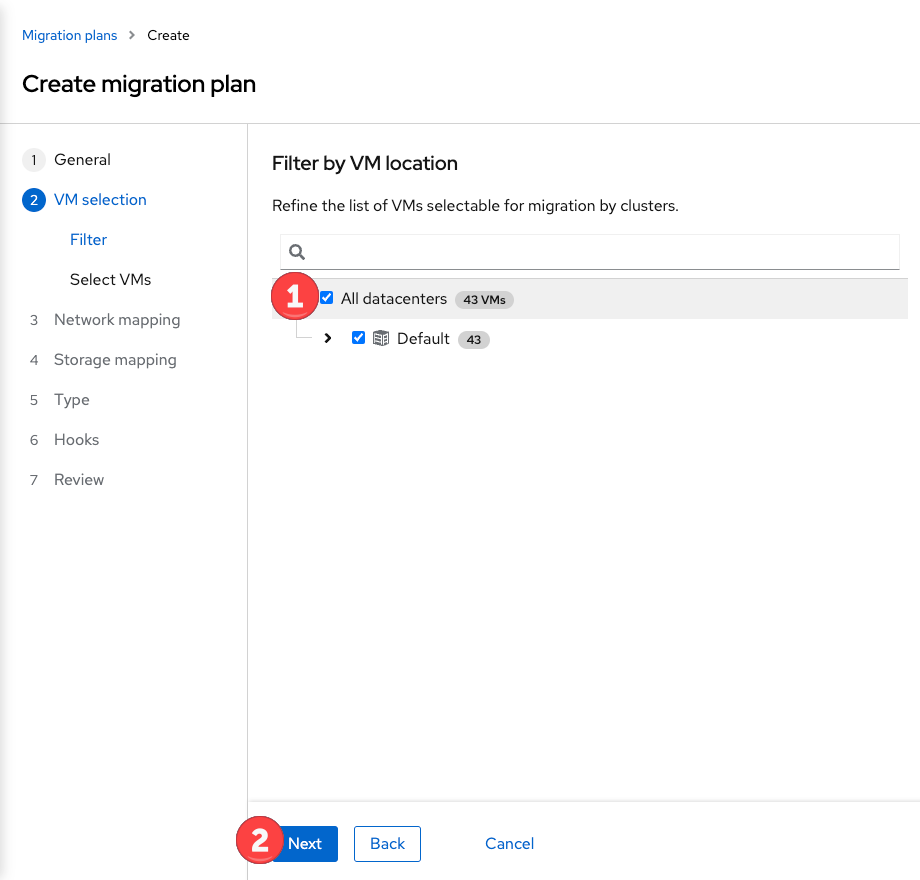 Migration plans > Create
Create migration plan
1 General
2 VM selection
Filter
Select VMs
3 Network mapping
4 Storage mapping
5 Type
6 Hooks
7 Review
Filter by VM location
Refine the list of VMs selectable for migration by clusters.
1 All datacenters 43 VMs
Default 43
2 Next Back Cancel